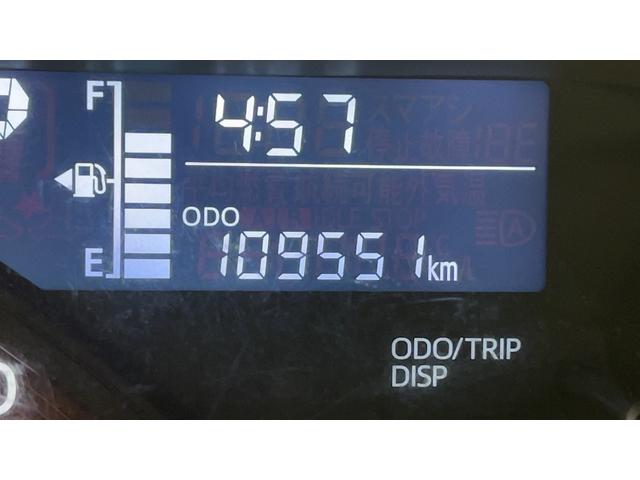 F
4:57
ODO
109551km
E
ODO/TRIP
DISP